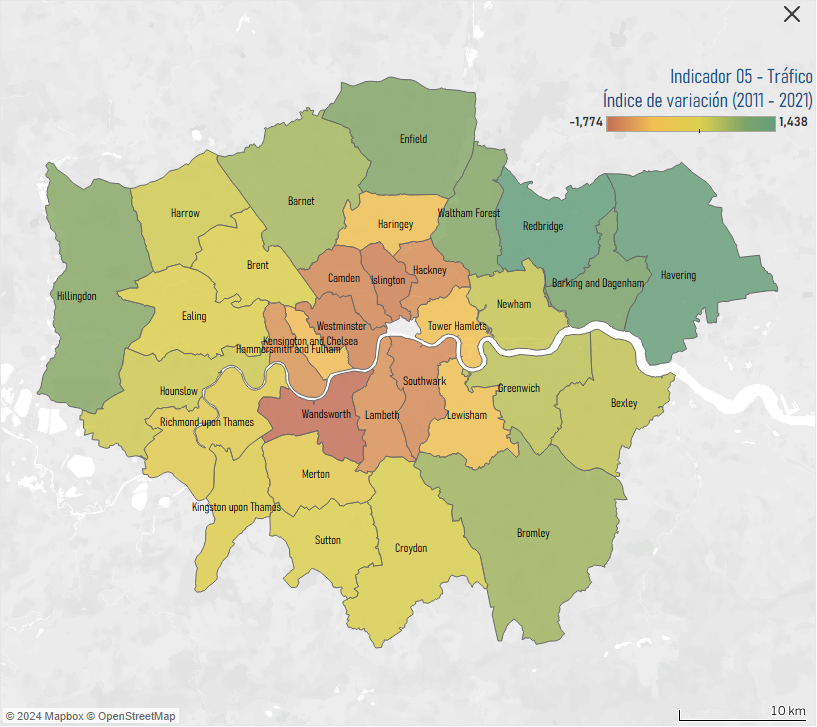 Indicador 05 - Tráfico
Índice de variación (2011 - 2021)
-1,774
1,438
Enfield
Barnet
Harrow
Haringey
Waltham Forest
Redbridge
Brent
Camden
Islington
Hackney
Havering
Barking and Dagenham
Hillingdon
Newham
Ealing
Westminster
Tower Hamlets
Kensington and Chelsea
Hammersmith and Fulham
Southwark
Greenwich
Hounslow
Bexley
Wandsworth
Lambeth
Lewisham
Richmond upon Thames
Merton
Kingston upon Thames
Bromley
Sutton
Croydon
10 km
© 2024 Mapbox © OpenStreetMap